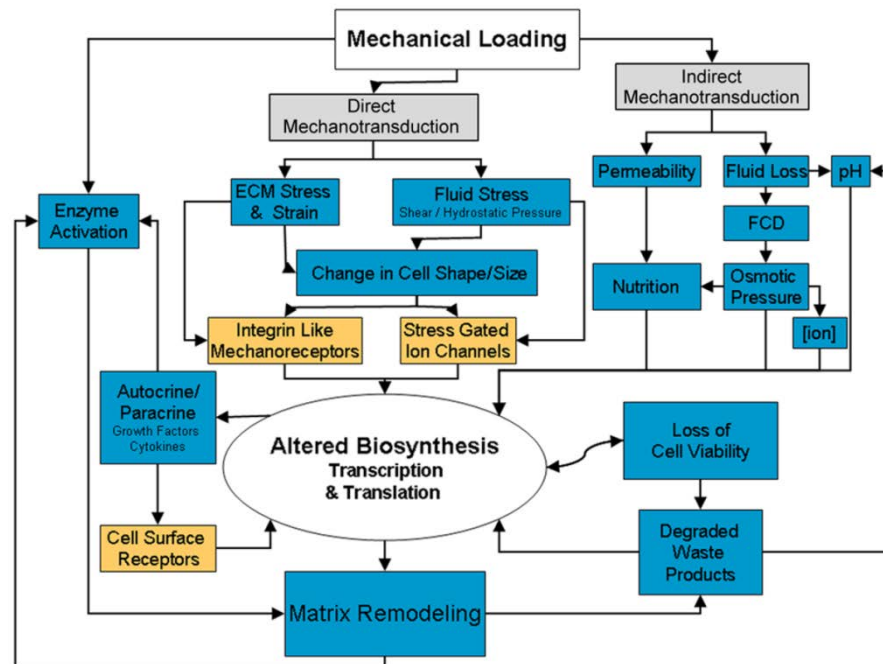 Mechanical Loading
Direct
Mechanotransduction
Indirect
Mechanotransduction
ECM Stress
& Strain
Fluid Stress
Shear / Hydrostatic Pressure
Permeability
Fluid Loss
pH
Enzyme
Activation
FCD
Change in Cell Shape/Size
Nutrition
Osmotic
Pressure
Integrin Like
Mechanoreceptors
Stress Gated
Ion Channels
[ion]
Autocrine/
Paracrine
Growth Factors
Cytokines
Altered Biosynthesis
Transcription
& Translation
Loss of
Cell Viability
Cell Surface
Receptors
Degraded
Waste
Products
Matrix Remodeling